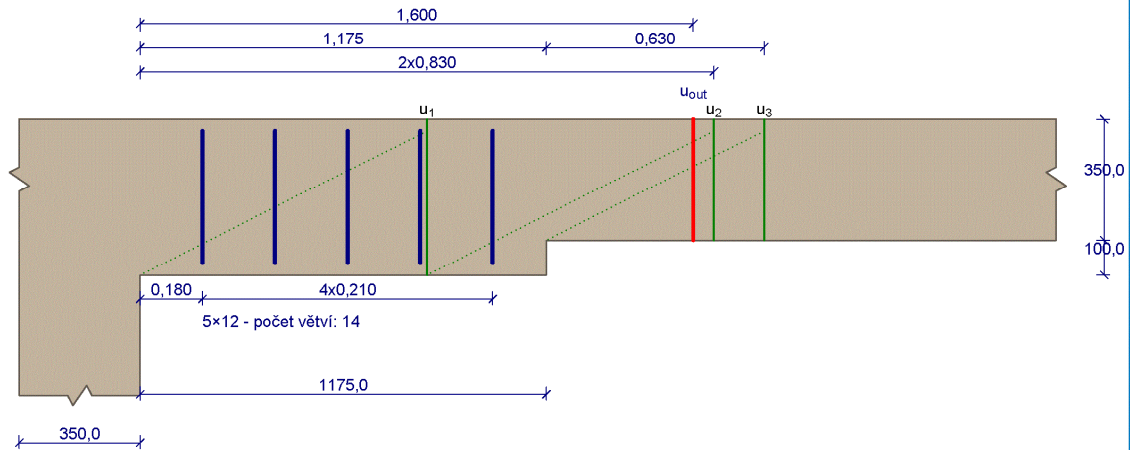 1,600
1,175
0,630
2x0,830
uout
u1
u2
u3
350,0
100,0
0,180
4x0,210
5×12 - počet větví: 14
1175,0
350,0